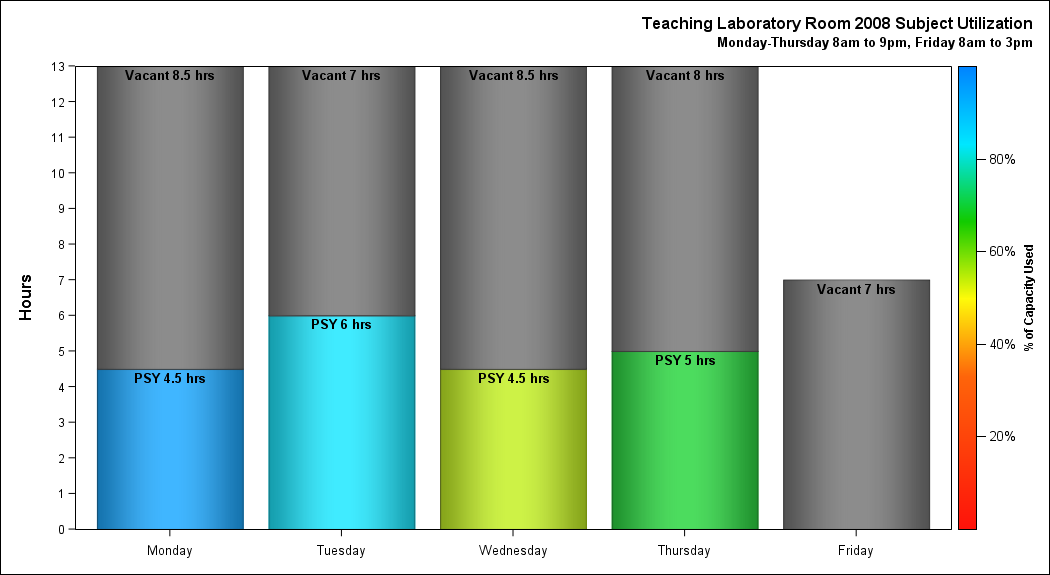 Teaching Laboratory Room 2008 Subject Utilization
Monday-Thursday 8am to 9pm, Friday 8am to 3pm
13
12
11
10
9
8
7
6
5
4
3
2
1
0
Hours
Vacant 8.5 hrs
Vacant 7 hrs
Vacant 8.5 hrs
Vacant 8 hrs
Vacant 7 hrs
PSY 6 hrs
PSY 5 hrs
PSY 4.5 hrs
PSY 4.5 hrs
Monday
Tuesday
Wednesday
Thursday
Friday
80%
60%
40%
20%
% of Capacity Used